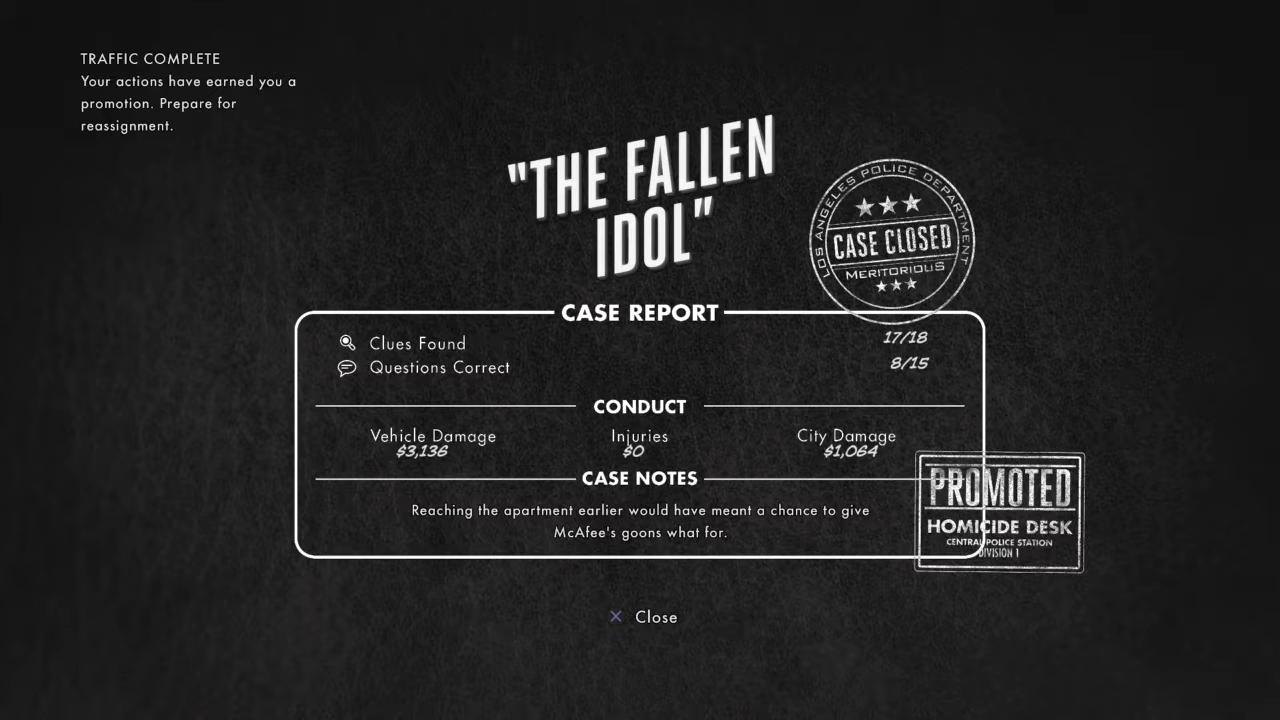 TRAFFIC COMPLETE
Your actions have earned you a
promotion. Prepare for
reassignment.
"THE FALLEN
IDOL"
LOS ANGELES POLICE DEPARTMENT
CASE CLOSED
MERITORIOUS
CASE REPORT
Clues Found 17/18
Questions Correct 8/15
CONDUCT
Vehicle Damage Injuries City Damage
$3,136 $0 $1,064
CASE NOTES
Reaching the apartment earlier would have meant a chance to give
McAfee's goons what for.
PROMOTED
HOMICIDE DESK
CENTRAL POLICE STATION
DIVISION 1
Close